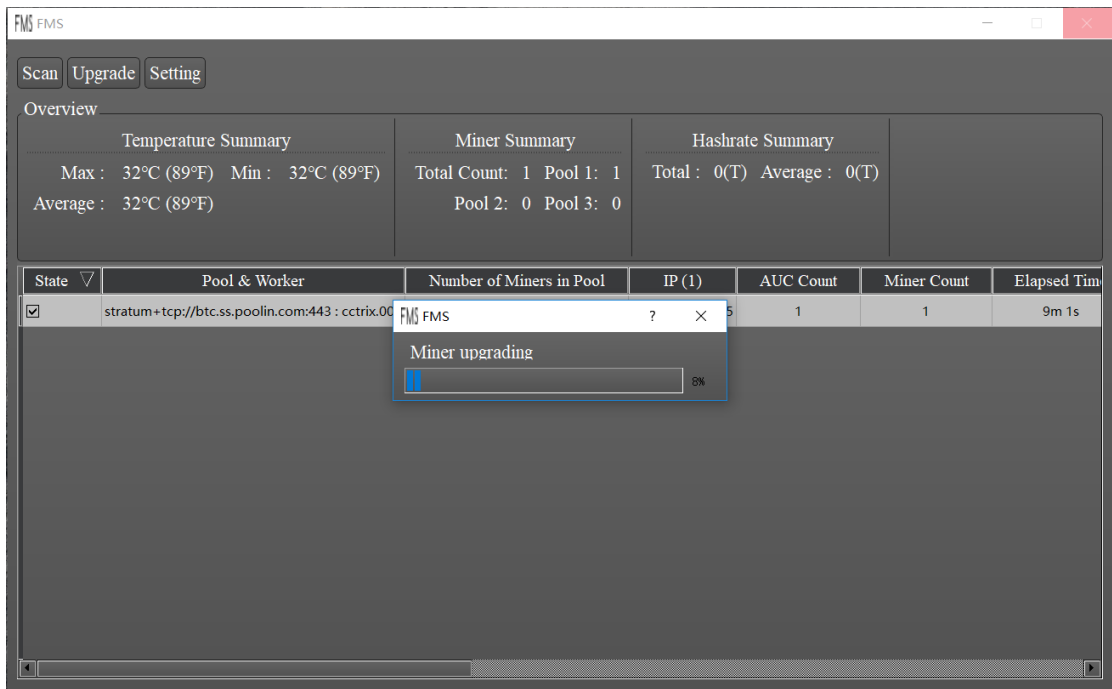 FMS FMS
Scan Upgrade Setting
Overview
Temperature Summary Miner Summary Hashrate Summary
Max : 32°C (89°F) Min : 32°C (89°F) Total Count: 1 Pool 1: 1 Total : 0(T) Average : 0(T)
Average : 32°C (89°F) Pool 2: 0 Pool 3: 0
State Pool & Worker Number of Miners in Pool IP (1) AUC Count Miner Count Elapsed Tim
stratum+tcp://btc.ss.poolin.com:443 : cctrix.00 5 1 1 9m 1s
FMS FMS ?
Miner upgrading
8%